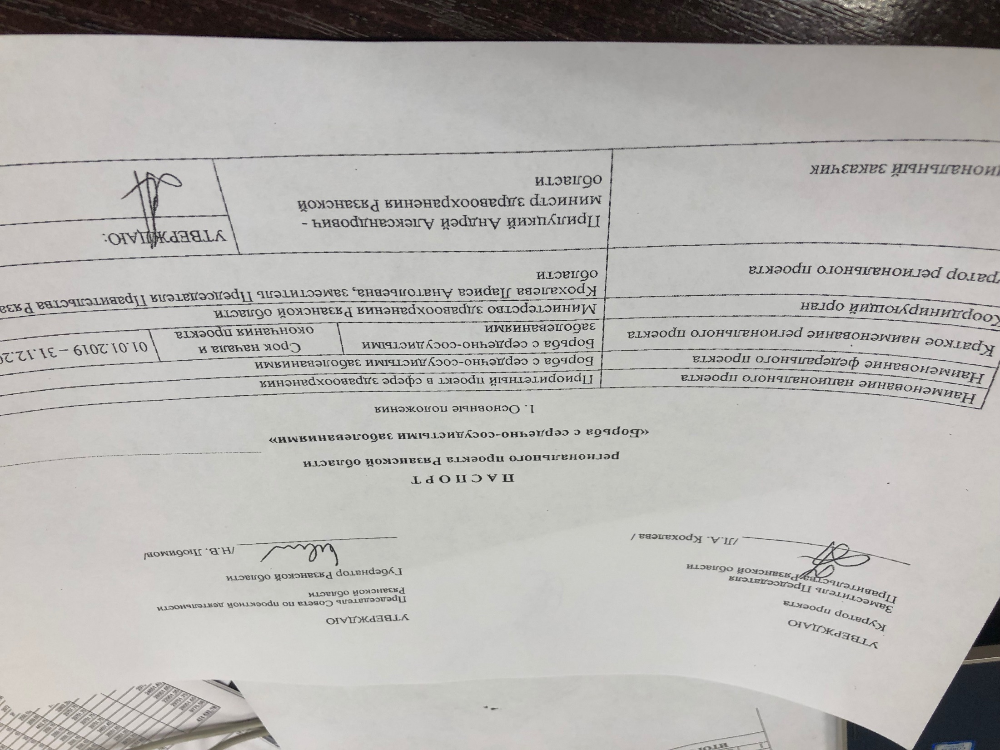 УТВЕРЖДАЮ
Куратор проекта
Заместитель Председателя
Правительства Рязанской области
/Л.А. Крохалева /
УТВЕРЖДАЮ
Председатель Совета по проектной деятельности
Рязанской области
Губернатор Рязанской области
/Н.В. Любимов/
ПАСПОРТ
регионального проекта Рязанской области
«Борьба с сердечно-сосудистыми заболеваниями»
1. Основные положения
Наименование национального проекта
Приоритетный проект в сфере здравоохранения
Наименование федерального проекта
Борьба с сердечно-сосудистыми заболеваниями
Краткое наименование регионального проекта
Борьба с сердечно-сосудистыми
заболеваниями
Срок начала и
окончания проекта
01.01.2019 – 31.12.20
Координирующий орган
Министерство здравоохранения Рязанской области
ратор регионального проекта
Крохалева Лариса Анатольевна, заместитель Председателя Правительства Ряза
области
иональный заказчик
Прилуцкий Андрей Александрович -
министр здравоохранения Рязанской
области
УТВЕРЖДАЮ: